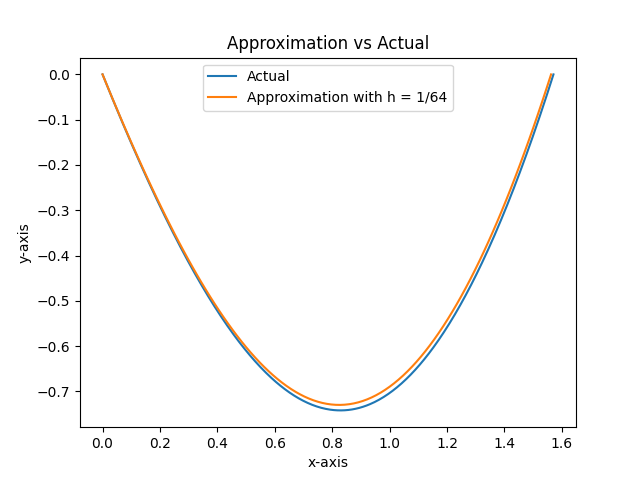 Approximation vs Actual
Actual
Approximation with h = 1/64
0.0
−0.1
−0.2
−0.3
−0.4
−0.5
−0.6
−0.7
y-axis
0.0 0.2 0.4 0.6 0.8 1.0 1.2 1.4 1.6
x-axis